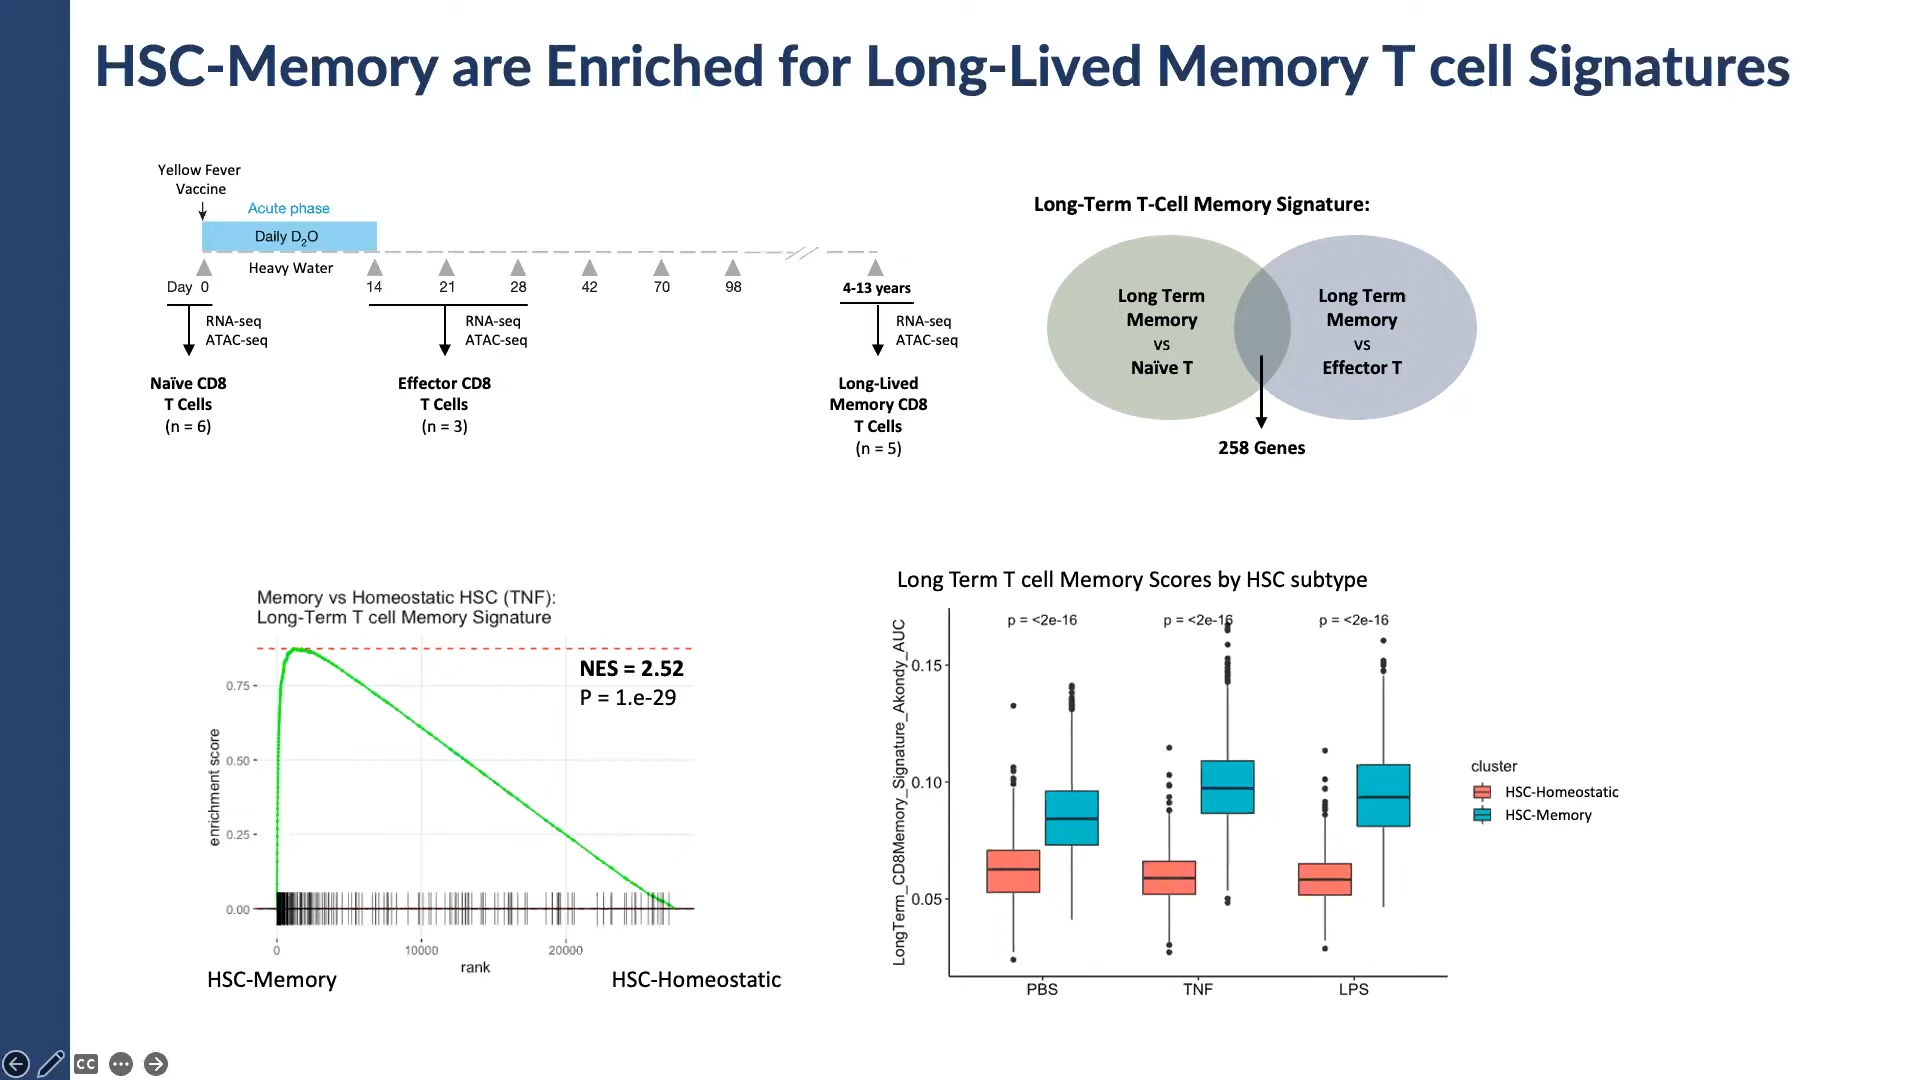 HSC-Memory are Enriched for Long-Lived Memory T cell Signatures
Yellow Fever
Vaccine
Acute phase
Daily D₂O
Heavy Water
Day 0 14 21 28 42 70 98 4-13 years
RNA-seq
ATAC-seq
RNA-seq
ATAC-seq
RNA-seq
ATAC-seq
Naïve CD8
T Cells
(n = 6)
Effector CD8
T Cells
(n = 3)
Long-Lived
Memory CD8
T Cells
(n = 5)
Long-Term T-Cell Memory Signature:
Long Term
Memory
vs
Naïve T
Long Term
Memory
vs
Effector T
258 Genes
Memory vs Homeostatic HSC (TNF):
Long-Term T cell Memory Signature
NES = 2.52
P = 1.e-29
enrichment score
0.75
0.50
0.25
0.00
0 10000 20000
rank
HSC-Memory HSC-Homeostatic
Long Term T cell Memory Scores by HSC subtype
p = <2e-16 p = <2e-16 p = <2e-16
LongTerm_CD8Memory_Signature_Akondy_AUC
0.15
0.10
0.05
PBS TNF LPS
cluster
HSC-Homeostatic
HSC-Memory
CC